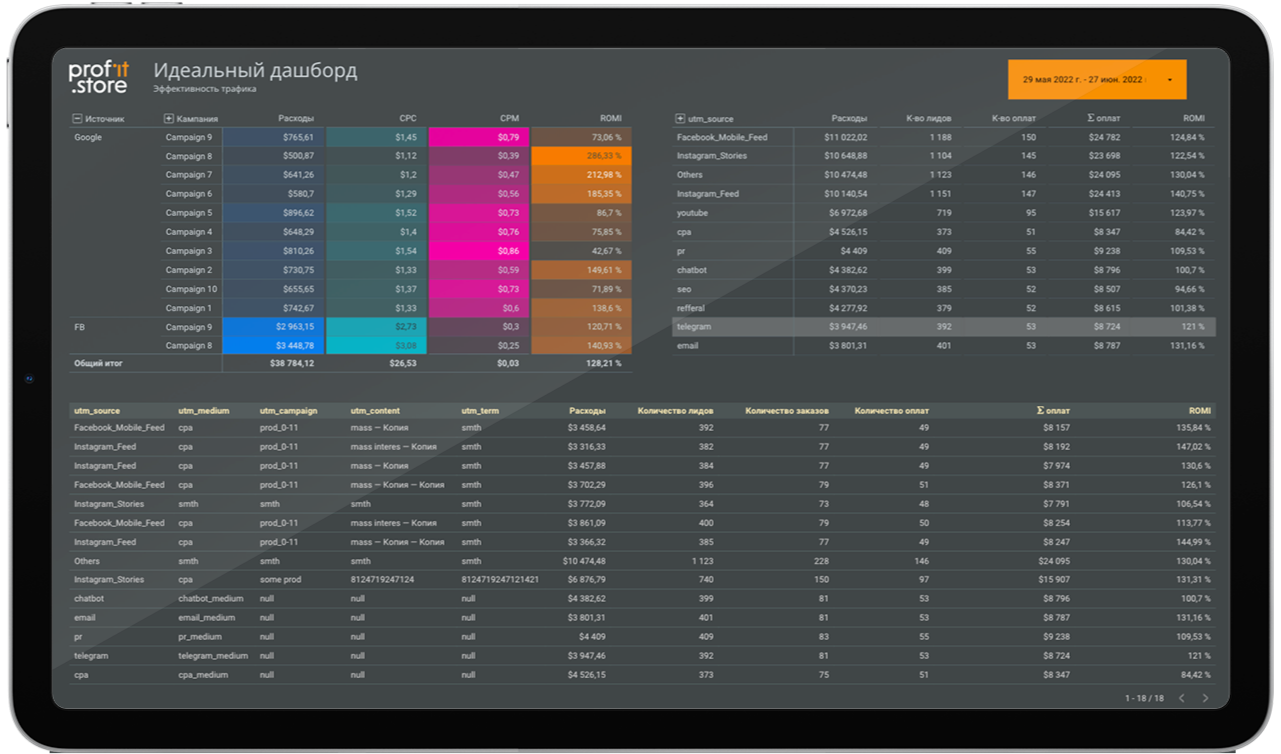 prof it
.store
Идеальный дашборд
Эффективность трафика
29 мая 2022 г. - 27 июн. 2022
Источник Кампания Расходы CPC CPM ROMI
Google Campaign 9 $765,61 $1,45 $0,79 73,06 %
Campaign 8 $500,87 $1,12 $0,39 286,33 %
Campaign 7 $641,26 $1,2 $0,47 212,98 %
Campaign 6 $580,7 $1,29 $0,56 185,35 %
Campaign 5 $896,62 $1,52 $0,73 86,7 %
Campaign 4 $648,29 $1,4 $0,76 75,85 %
Campaign 3 $810,26 $1,54 $0,86 42,67 %
Campaign 2 $730,75 $1,33 $0,59 149,61 %
Campaign 10 $655,65 $1,37 $0,73 71,89 %
Campaign 1 $742,67 $1,33 $0,6 138,6 %
FB Campaign 9 $2 963,15 $2,73 $0,3 120,71 %
Campaign 8 $3 448,78 $3,08 $0,25 140,93 %
Общий итог $38 784,12 $26,53 $0,03 128,21 %
utm_source Расходы К-во лидов К-во оплат Σ оплат ROMI
Facebook_Mobile_Feed $11 022,02 1 188 150 $24 782 124,84 %
Instagram_Stories $10 648,88 1 104 145 $23 698 122,54 %
Others $10 474,48 1 123 146 $24 095 130,04 %
Instagram_Feed $10 140,54 1 151 147 $24 413 140,75 %
youtube $6 972,68 719 95 $15 617 123,97 %
cpa $4 526,15 373 51 $8 347 84,42 %
pr $4 409 409 55 $9 238 109,53 %
chatbot $4 382,62 399 53 $8 796 100,7 %
seo $4 370,23 385 52 $8 507 94,66 %
refferal $4 277,92 379 52 $8 615 101,38 %
telegram $3 947,46 392 53 $8 724 121 %
email $3 801,31 401 53 $8 787 131,16 %
utm_source utm_medium utm_campaign utm_content utm_term Расходы Количество лидов Количество заказов Количество оплат Σ оплат ROMI
Facebook_Mobile_Feed cpa prod_0-11 mass — Копия smth $3 458,64 392 77 49 $8 157 135,84 %
Instagram_Feed cpa prod_0-11 mass interes — Копия smth $3 316,33 382 77 49 $8 192 147,02 %
Instagram_Feed cpa prod_0-11 mass — Копия smth $3 457,88 384 77 49 $7 974 130,6 %
Facebook_Mobile_Feed cpa prod_0-11 mass — Копия — Копия smth $3 702,29 396 79 51 $8 371 126,1 %
Instagram_Stories smth smth smth smth $3 772,09 364 73 48 $7 791 106,54 %
Facebook_Mobile_Feed cpa prod_0-11 mass interes — Копия smth $3 861,09 400 79 50 $8 254 113,77 %
Instagram_Feed cpa prod_0-11 mass — Копия — Копия smth $3 366,32 385 77 49 $8 247 144,99 %
Others smth smth smth smth $10 474,48 1 123 228 146 $24 095 130,04 %
Instagram_Stories cpa some prod 8124719247124 8124719247121421 $6 876,79 740 150 97 $15 907 131,31 %
chatbot chatbot_medium null null null $4 382,62 399 81 53 $8 796 100,7 %
email email_medium null null null $3 801,31 401 81 53 $8 787 131,16 %
pr pr_medium null null null $4 409 409 83 55 $9 238 109,53 %
telegram telegram_medium null null null $3 947,46 392 81 53 $8 724 121 %
cpa cpa_medium null null null $4 526,15 373 75 51 $8 347 84,42 %
1 - 18 / 18